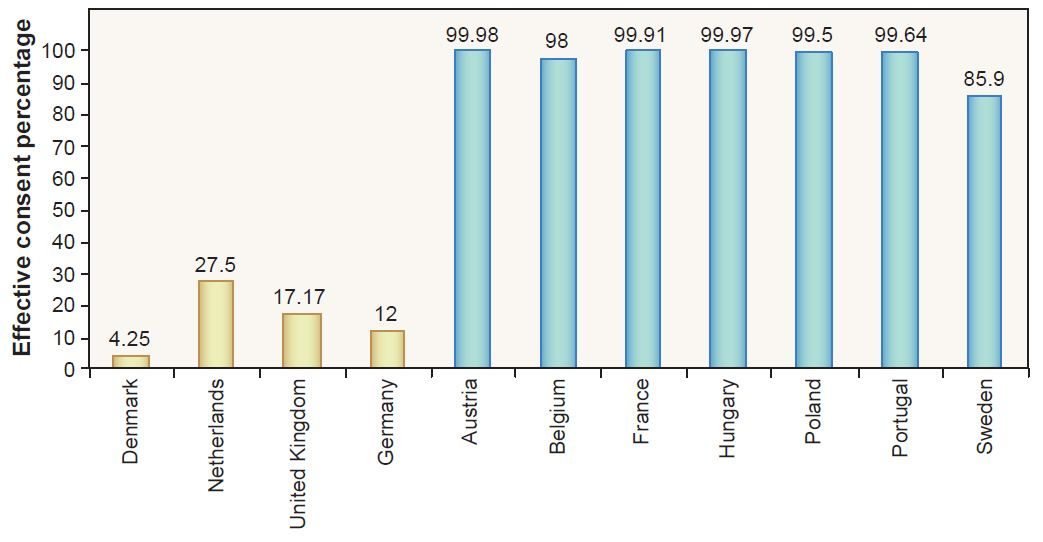 Effective consent percentage
100
90
80
70
60
50
40
30
20
10
0
4.25
27.5
17.17
12
99.98
98
99.91
99.97
99.5
99.64
85.9
Denmark
Netherlands
United Kingdom
Germany
Austria
Belgium
France
Hungary
Poland
Portugal
Sweden